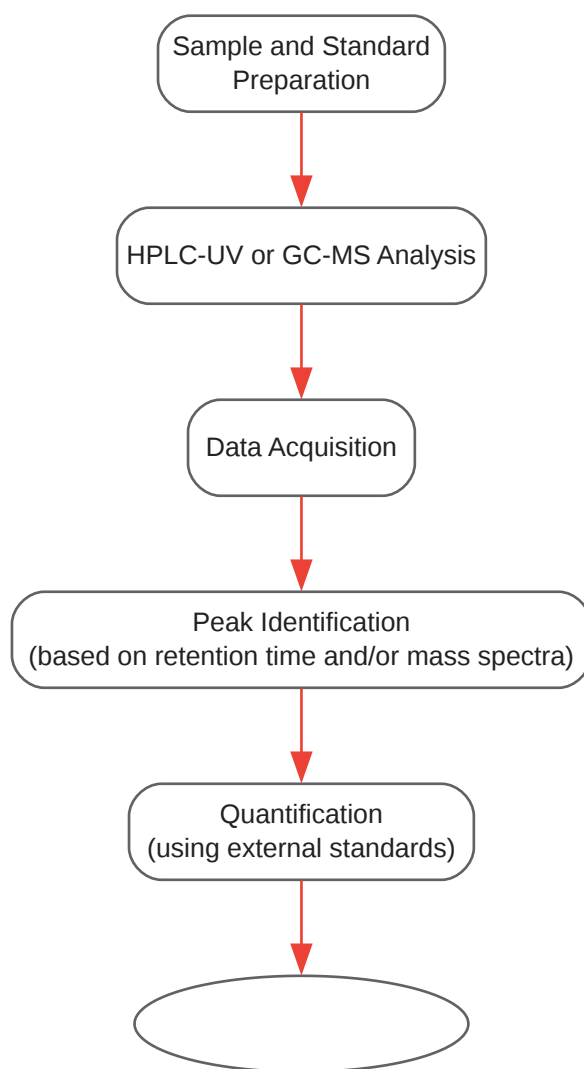 Sample and Standard
Preparation
HPLC-UV or GC-MS Analysis
Data Acquisition
Peak Identification
(based on retention time and/or mass spectra)
Quantification
(using external standards)